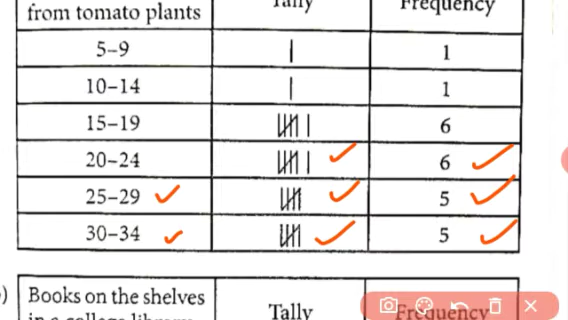 from tomato plants Tally Frequency
5–9 1
10–14 1
15–19 6
20–24 6
25–29 5
30–34 5
) Books on the shelves
Tally Frequency